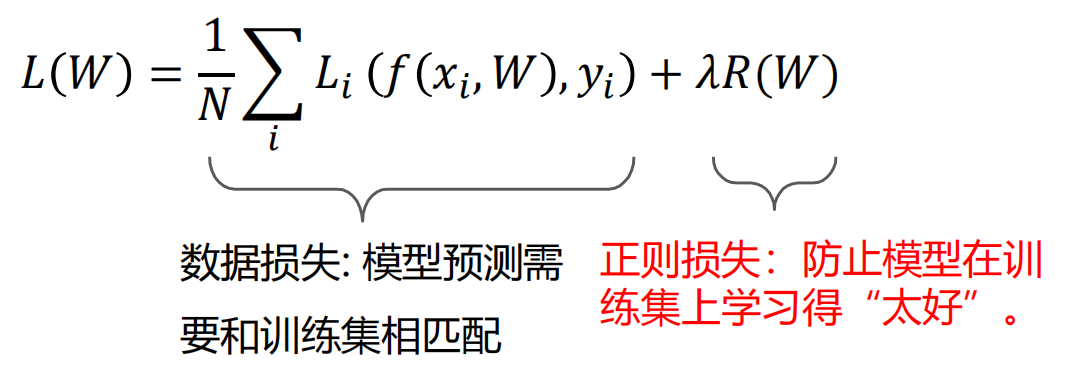 L(W) = 1/N ∑_i L_i (f(x_i, W), y_i) + λR(W)
数据损失: 模型预测需
要和训练集相匹配
正则损失：防止模型在训
练集上学习得“太好”。